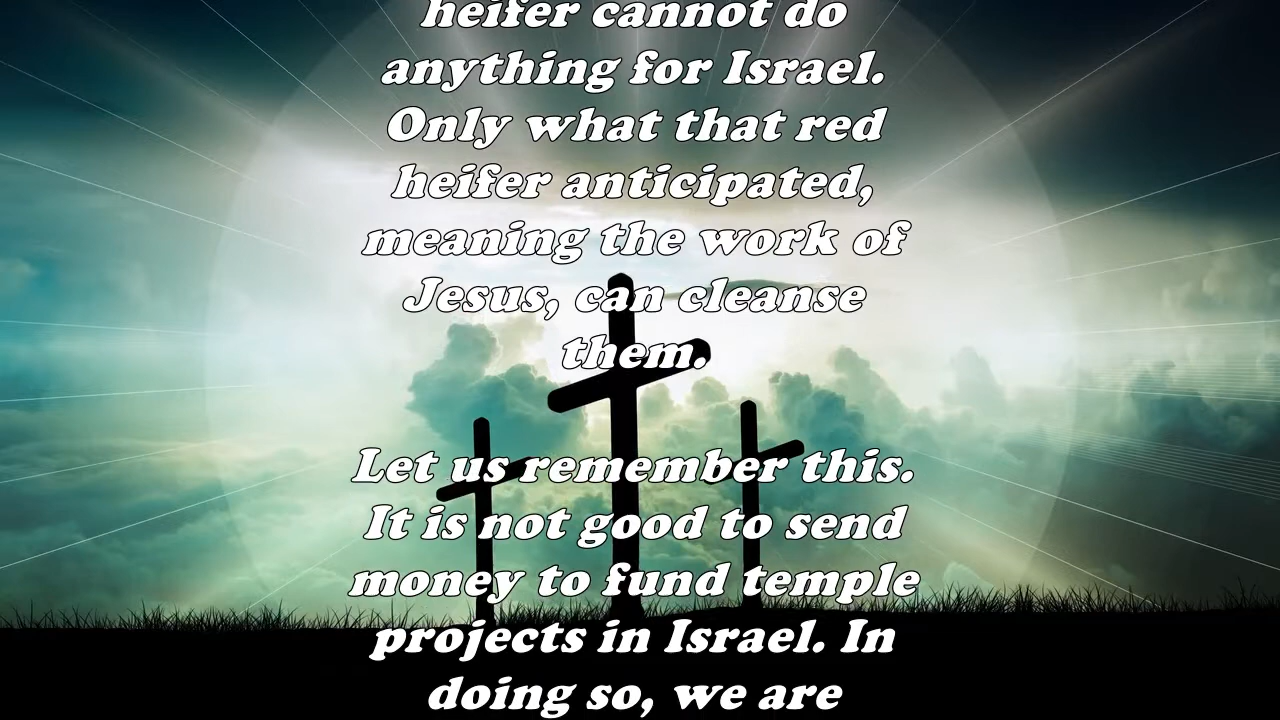 heifer cannot do
anything for Israel.
Only what that red
heifer anticipated,
meaning the work of
Jesus, can cleanse
them.
Let us remember this.
It is not good to send
money to fund temple
projects in Israel. In
doing so, we are